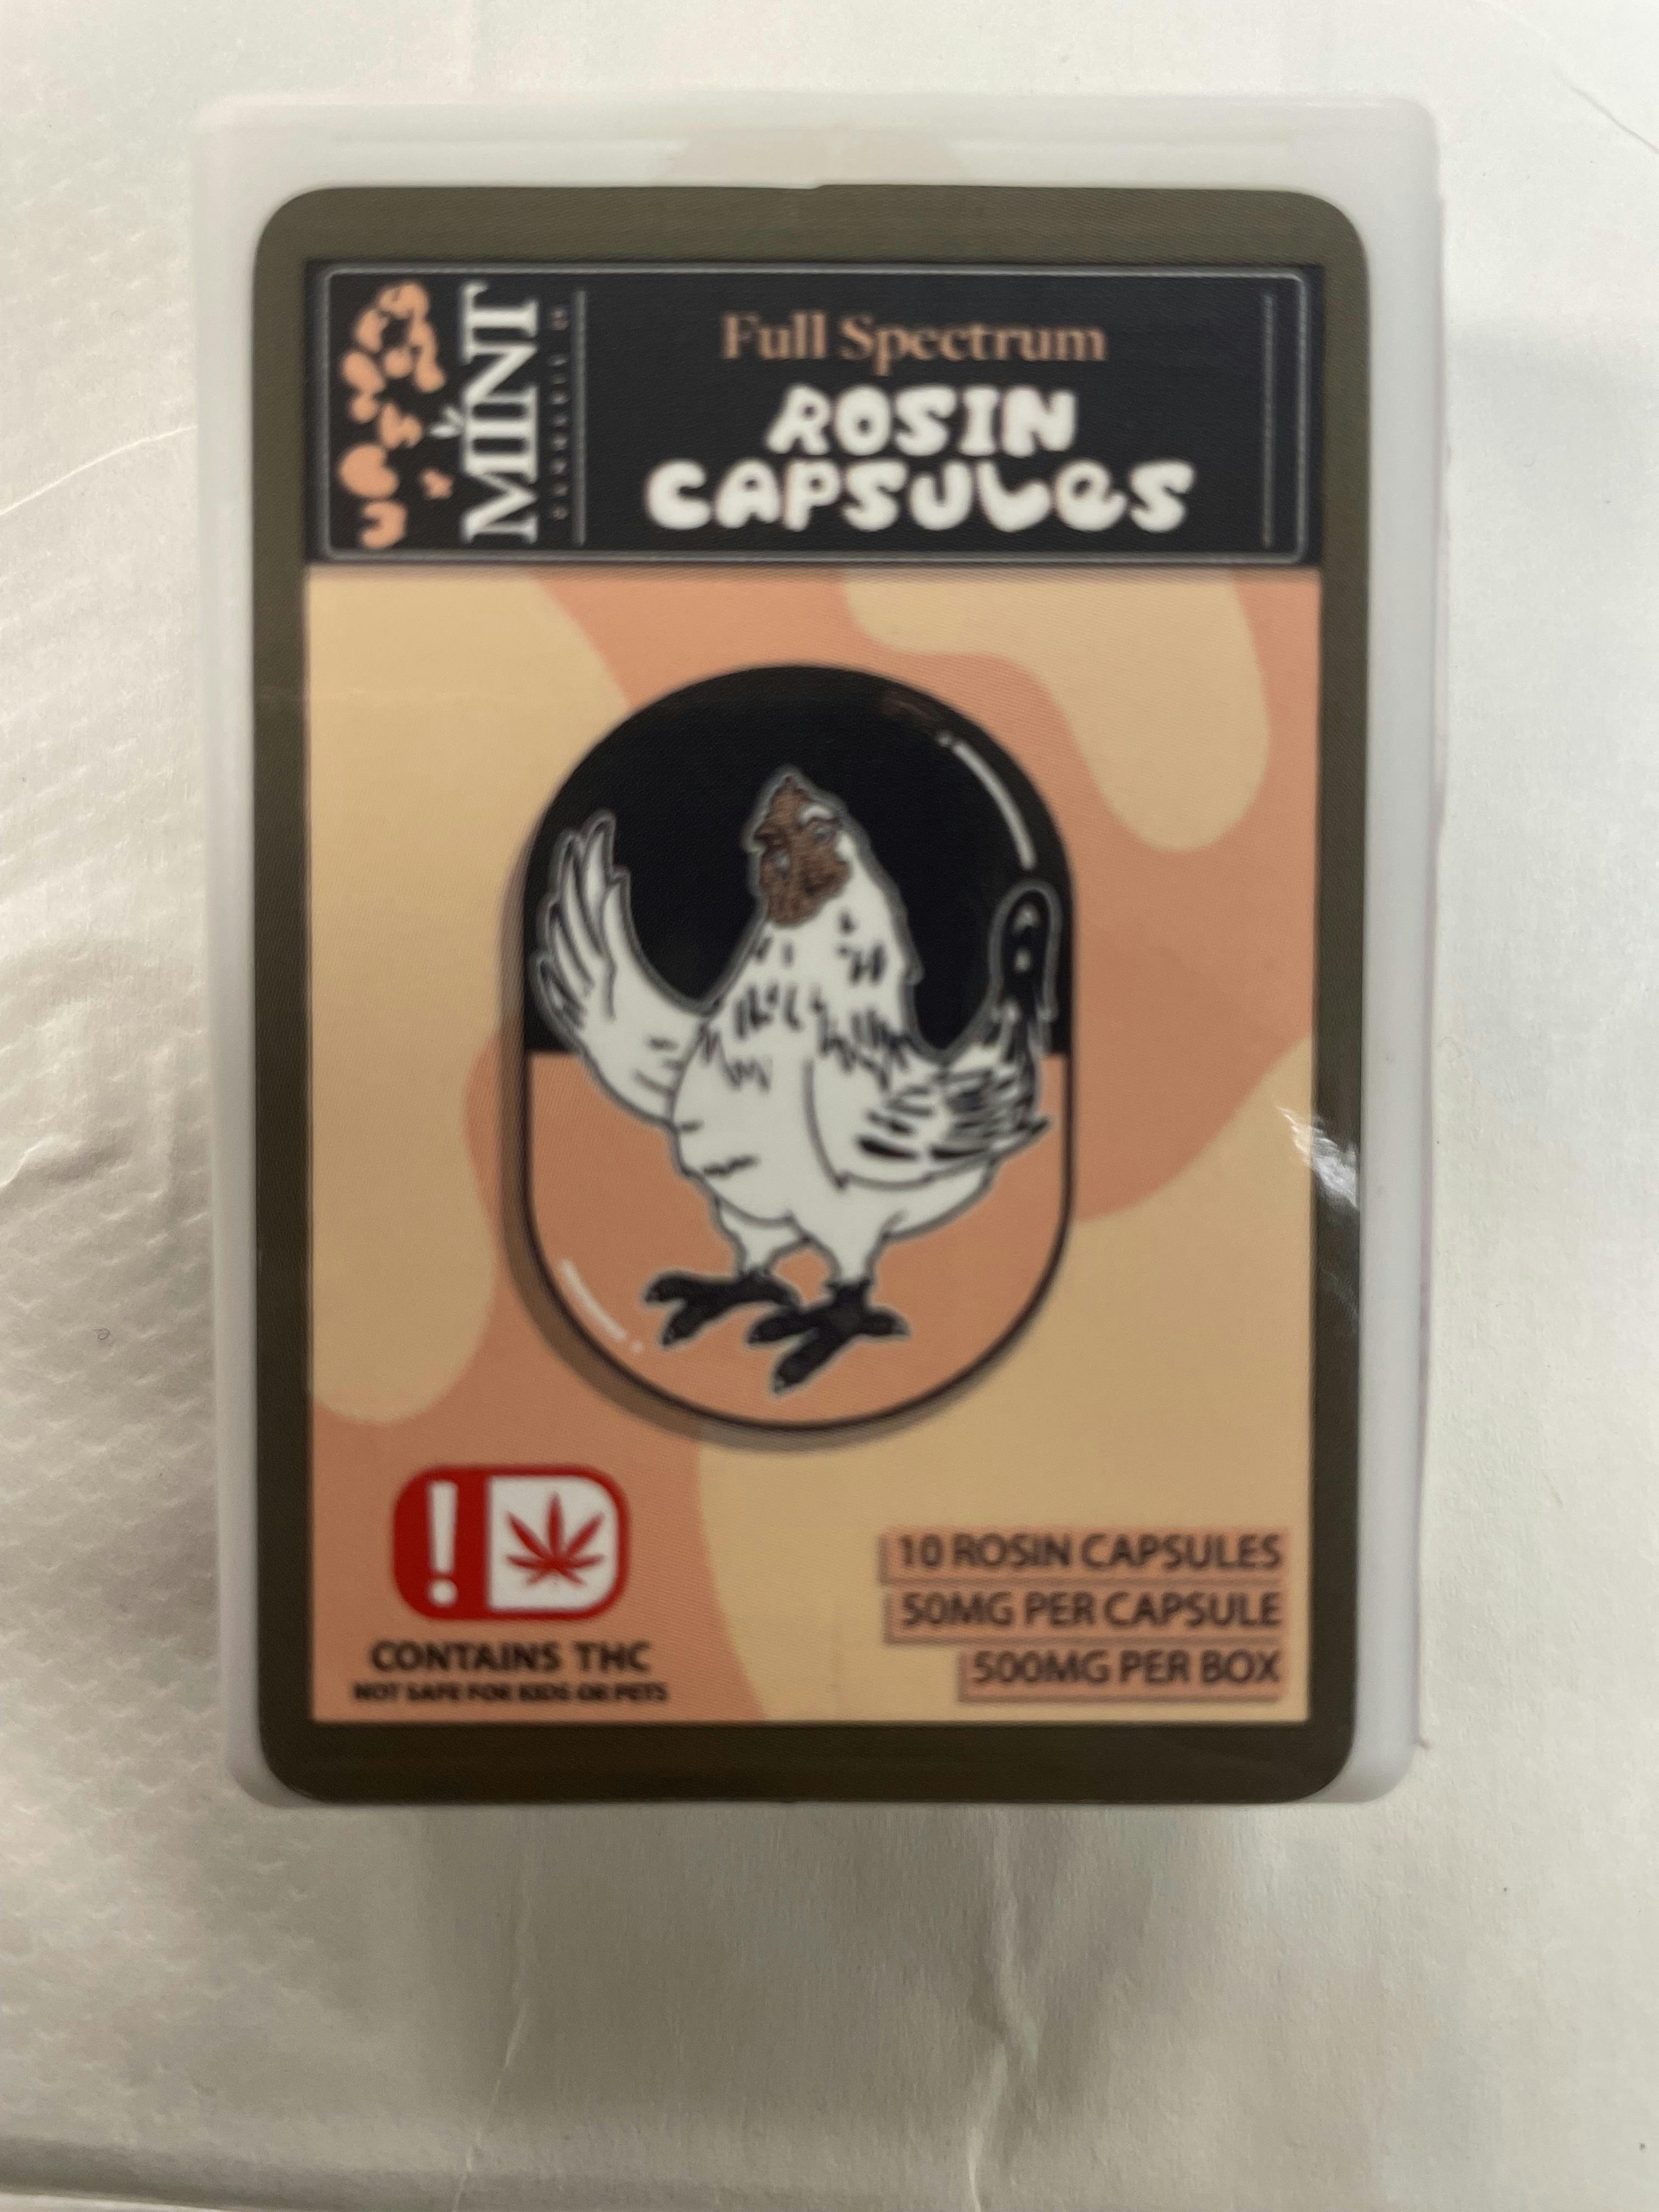 MINT
Full Spectrum
ROSIN
CAPSULES
!
CONTAINS THC
NOT SAFE FOR KIDS OR PETS
10 ROSIN CAPSULES
50MG PER CAPSULE
500MG PER BOX